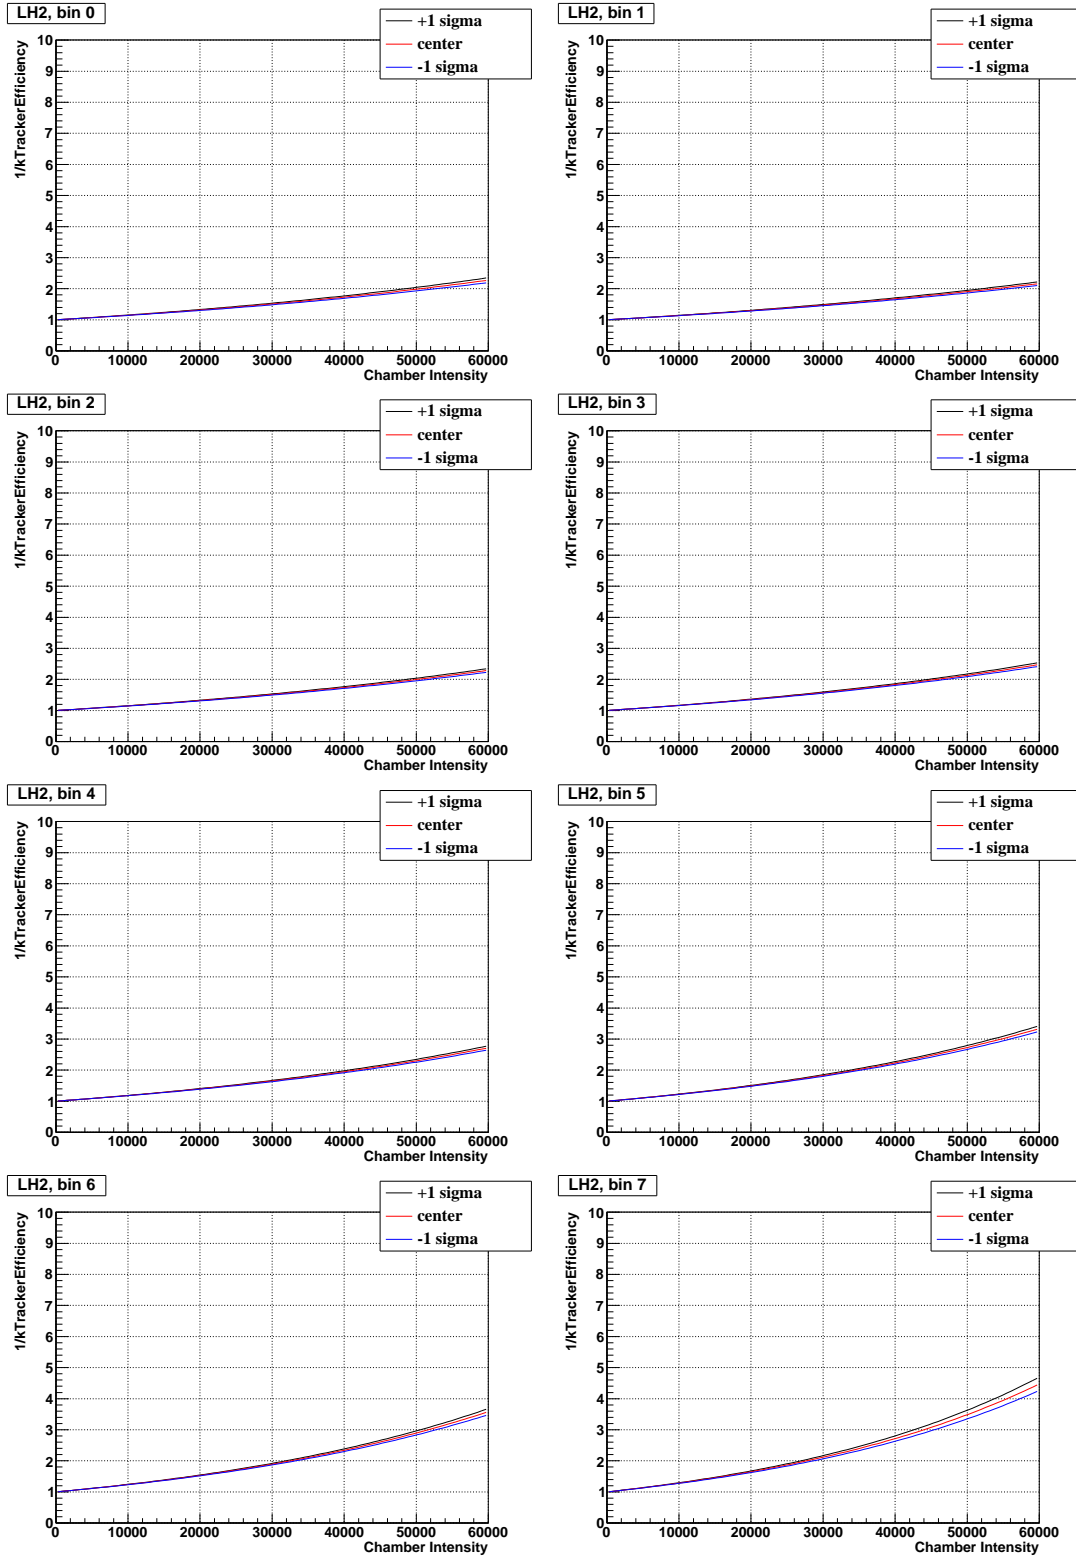 LH2, bin 0
+1 sigma
center
-1 sigma
1/kTrackerEfficiency
10
9
8
7
6
5
4
3
2
1
0
0 10000 20000 30000 40000 50000 60000
Chamber Intensity
LH2, bin 1
+1 sigma
center
-1 sigma
1/kTrackerEfficiency
10
9
8
7
6
5
4
3
2
1
0
0 10000 20000 30000 40000 50000 60000
Chamber Intensity
LH2, bin 2
+1 sigma
center
-1 sigma
1/kTrackerEfficiency
10
9
8
7
6
5
4
3
2
1
0
0 10000 20000 30000 40000 50000 60000
Chamber Intensity
LH2, bin 3
+1 sigma
center
-1 sigma
1/kTrackerEfficiency
10
9
8
7
6
5
4
3
2
1
0
0 10000 20000 30000 40000 50000 60000
Chamber Intensity
LH2, bin 4
+1 sigma
center
-1 sigma
1/kTrackerEfficiency
10
9
8
7
6
5
4
3
2
1
0
0 10000 20000 30000 40000 50000 60000
Chamber Intensity
LH2, bin 5
+1 sigma
center
-1 sigma
1/kTrackerEfficiency
10
9
8
7
6
5
4
3
2
1
0
0 10000 20000 30000 40000 50000 60000
Chamber Intensity
LH2, bin 6
+1 sigma
center
-1 sigma
1/kTrackerEfficiency
10
9
8
7
6
5
4
3
2
1
0
0 10000 20000 30000 40000 50000 60000
Chamber Intensity
LH2, bin 7
+1 sigma
center
-1 sigma
1/kTrackerEfficiency
10
9
8
7
6
5
4
3
2
1
0
0 10000 20000 30000 40000 50000 60000
Chamber Intensity